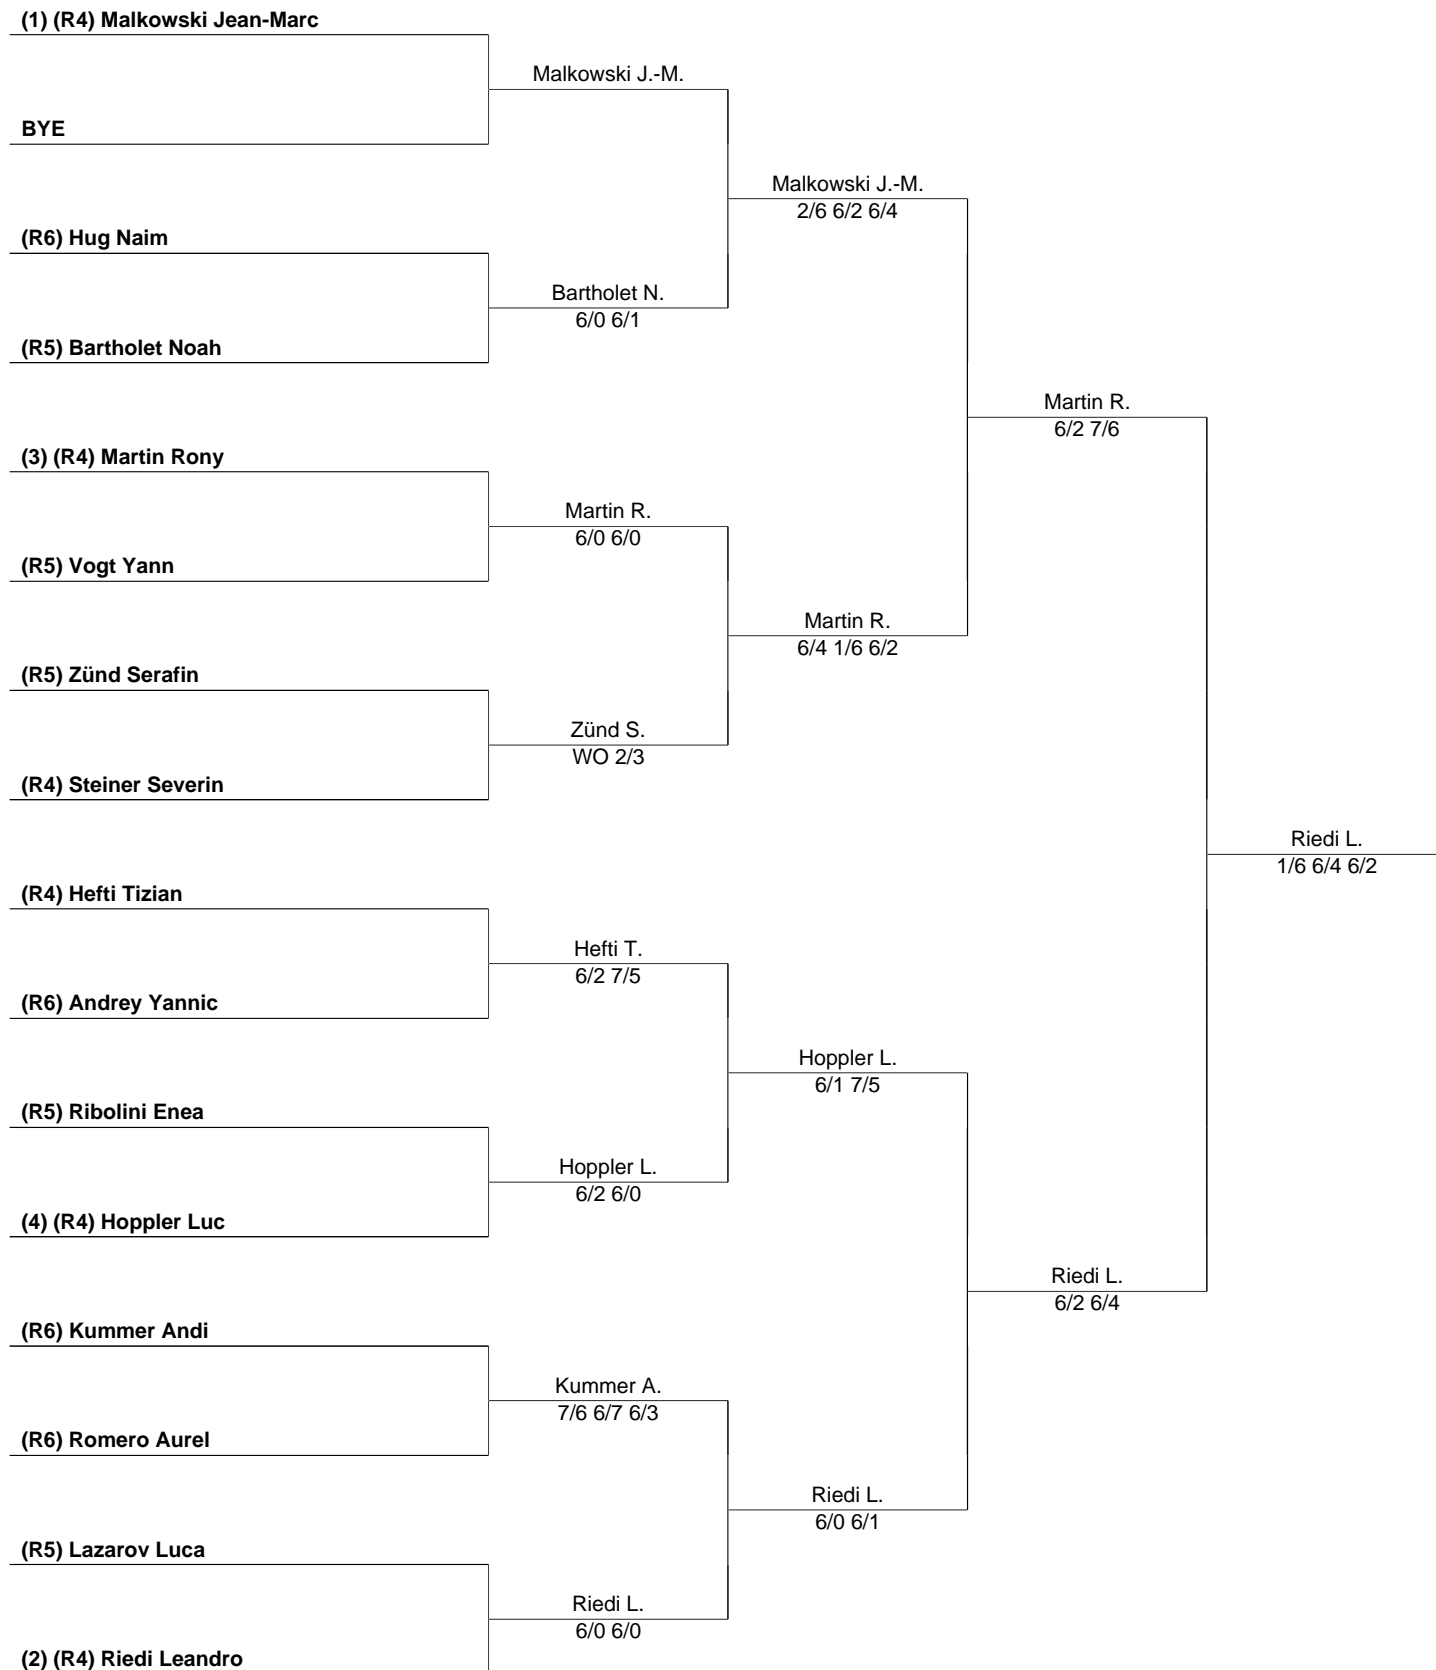 (1) (R4) Malkowski Jean-Marc
Malkowski J.-M.
BYE
Malkowski J.-M.
2/6 6/2 6/4
(R6) Hug Naim
Bartholet N.
6/0 6/1
(R5) Bartholet Noah
Martin R.
6/2 7/6
(3) (R4) Martin Rony
Martin R.
6/0 6/0
(R5) Vogt Yann
Martin R.
6/4 1/6 6/2
(R5) Zünd Serafin
Zünd S.
WO 2/3
(R4) Steiner Severin
Riedi L.
1/6 6/4 6/2
(R4) Hefti Tizian
Hefti T.
6/2 7/5
(R6) Andrey Yannic
Hoppler L.
6/1 7/5
(R5) Ribolini Enea
Hoppler L.
6/2 6/0
(4) (R4) Hoppler Luc
Riedi L.
6/2 6/4
(R6) Kummer Andi
Kummer A.
7/6 6/7 6/3
(R6) Romero Aurel
Riedi L.
6/0 6/1
(R5) Lazarov Luca
Riedi L.
6/0 6/0
(2) (R4) Riedi Leandro